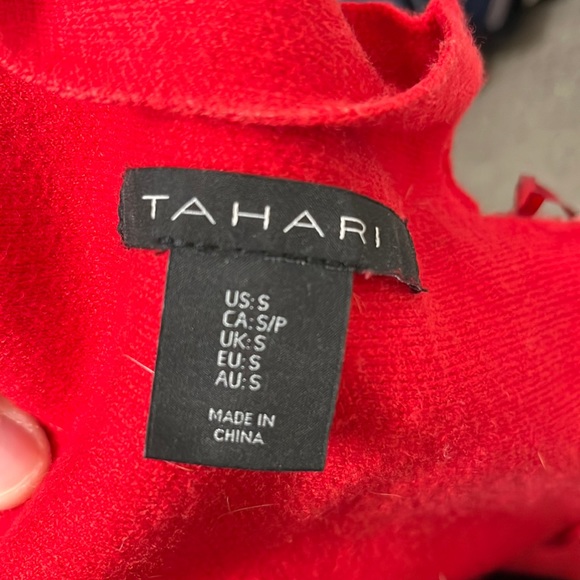 TAHARI
US: S
CA: S/P
UK: S
EU: S
AU: S
MADE IN
CHINA